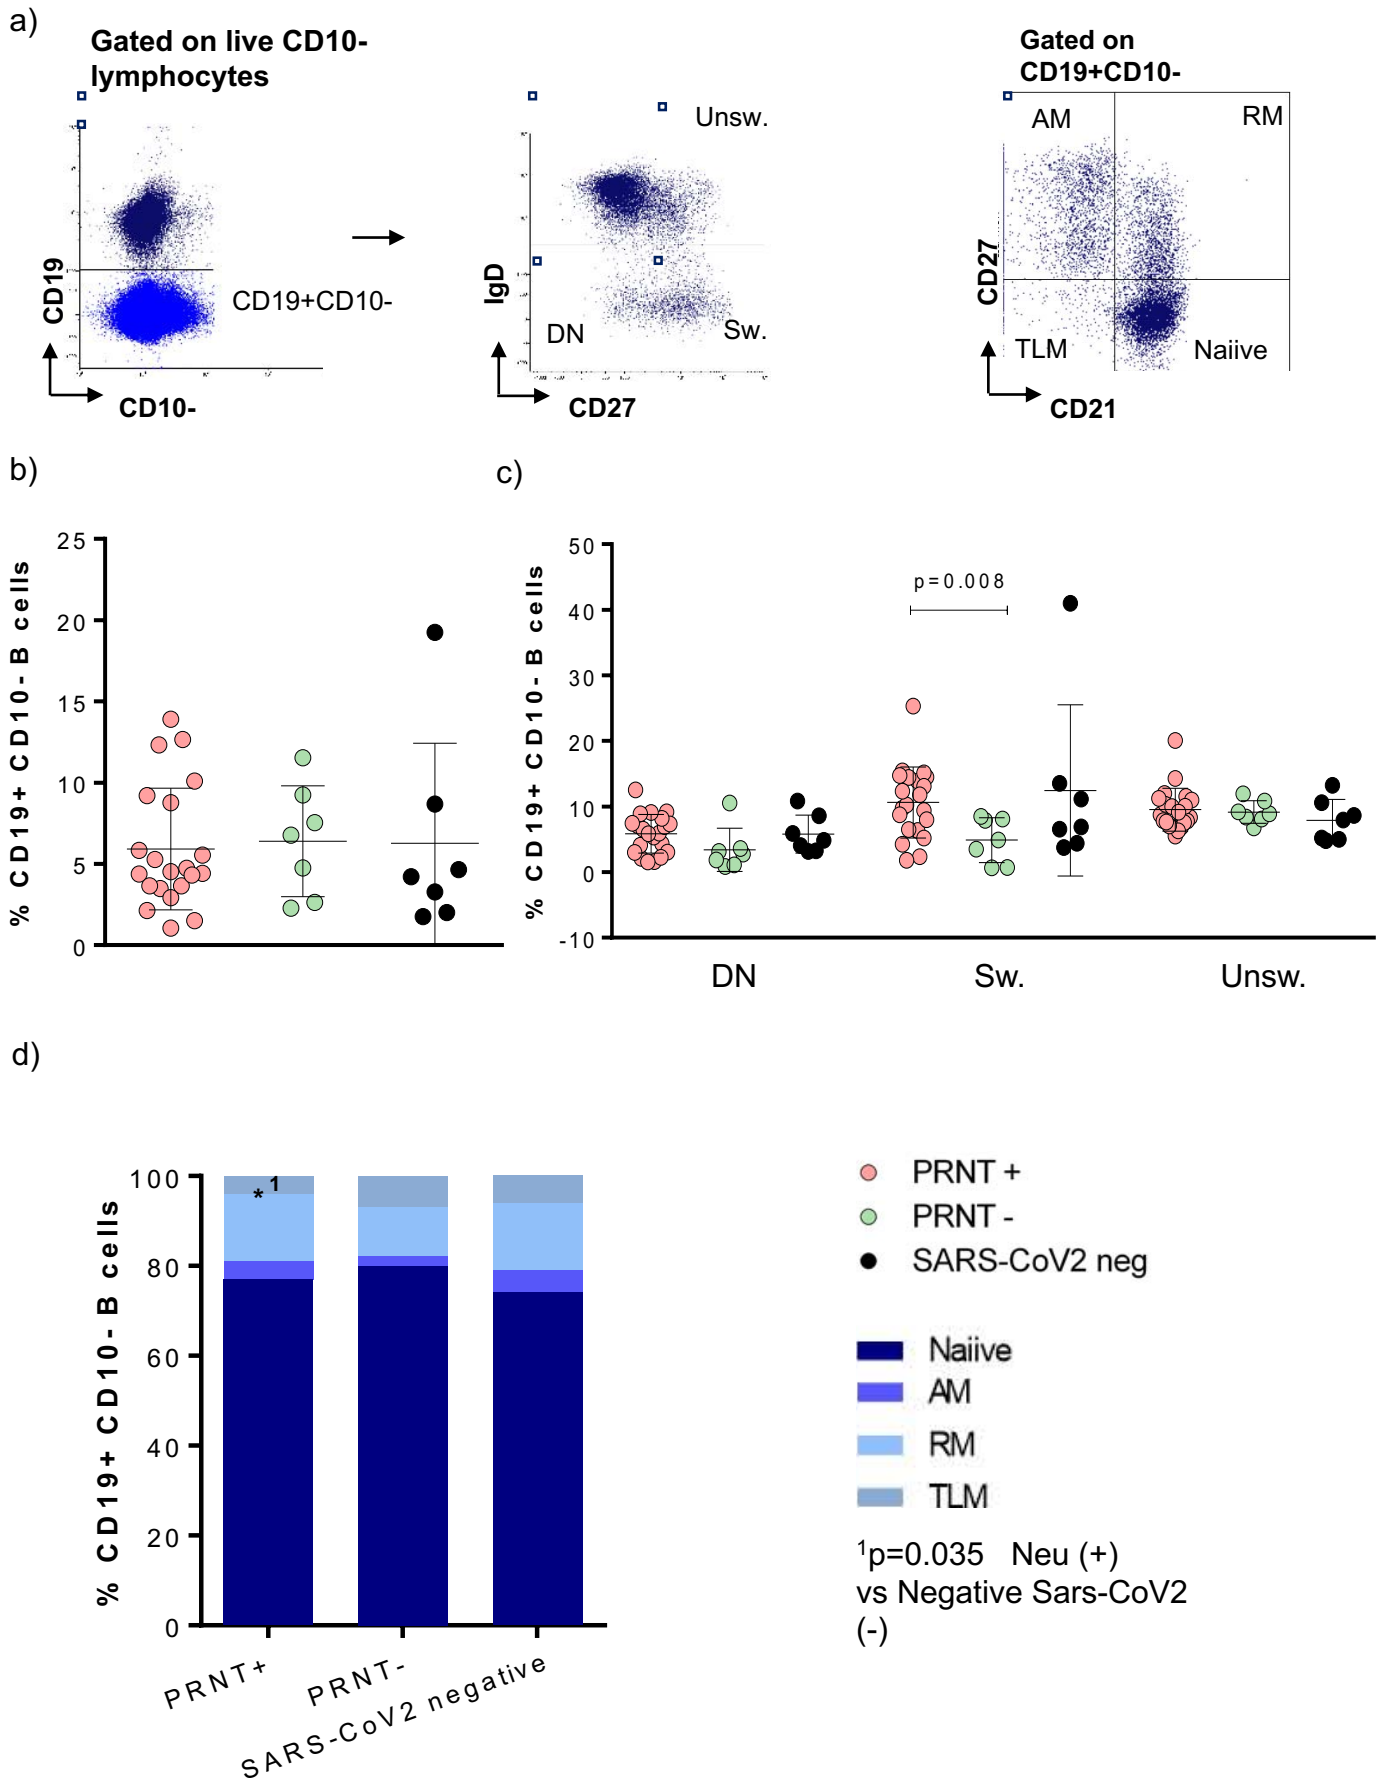 a)
Gated on live CD10-
lymphocytes
CD19
CD19+CD10-
CD10-
Unsw.
IgD
DN
Sw.
CD27
Gated on
CD19+CD10-
AM
RM
CD27
TLM
Naiive
CD21
b)
% CD19+ CD10- B cells
25
20
15
10
5
0
c)
% CD19+ CD10- B cells
50
40
30
20
10
0
-10
p=0.008
DN
Sw.
Unsw.
d)
% CD19+ CD10- B cells
100
80
60
40
20
0
* 1
PRNT+
PRNT-
SARS-CoV2 negative
PRNT +
PRNT -
SARS-CoV2 neg
Naiive
AM
RM
TLM
¹p=0.035 Neu (+)
vs Negative Sars-CoV2
(-)